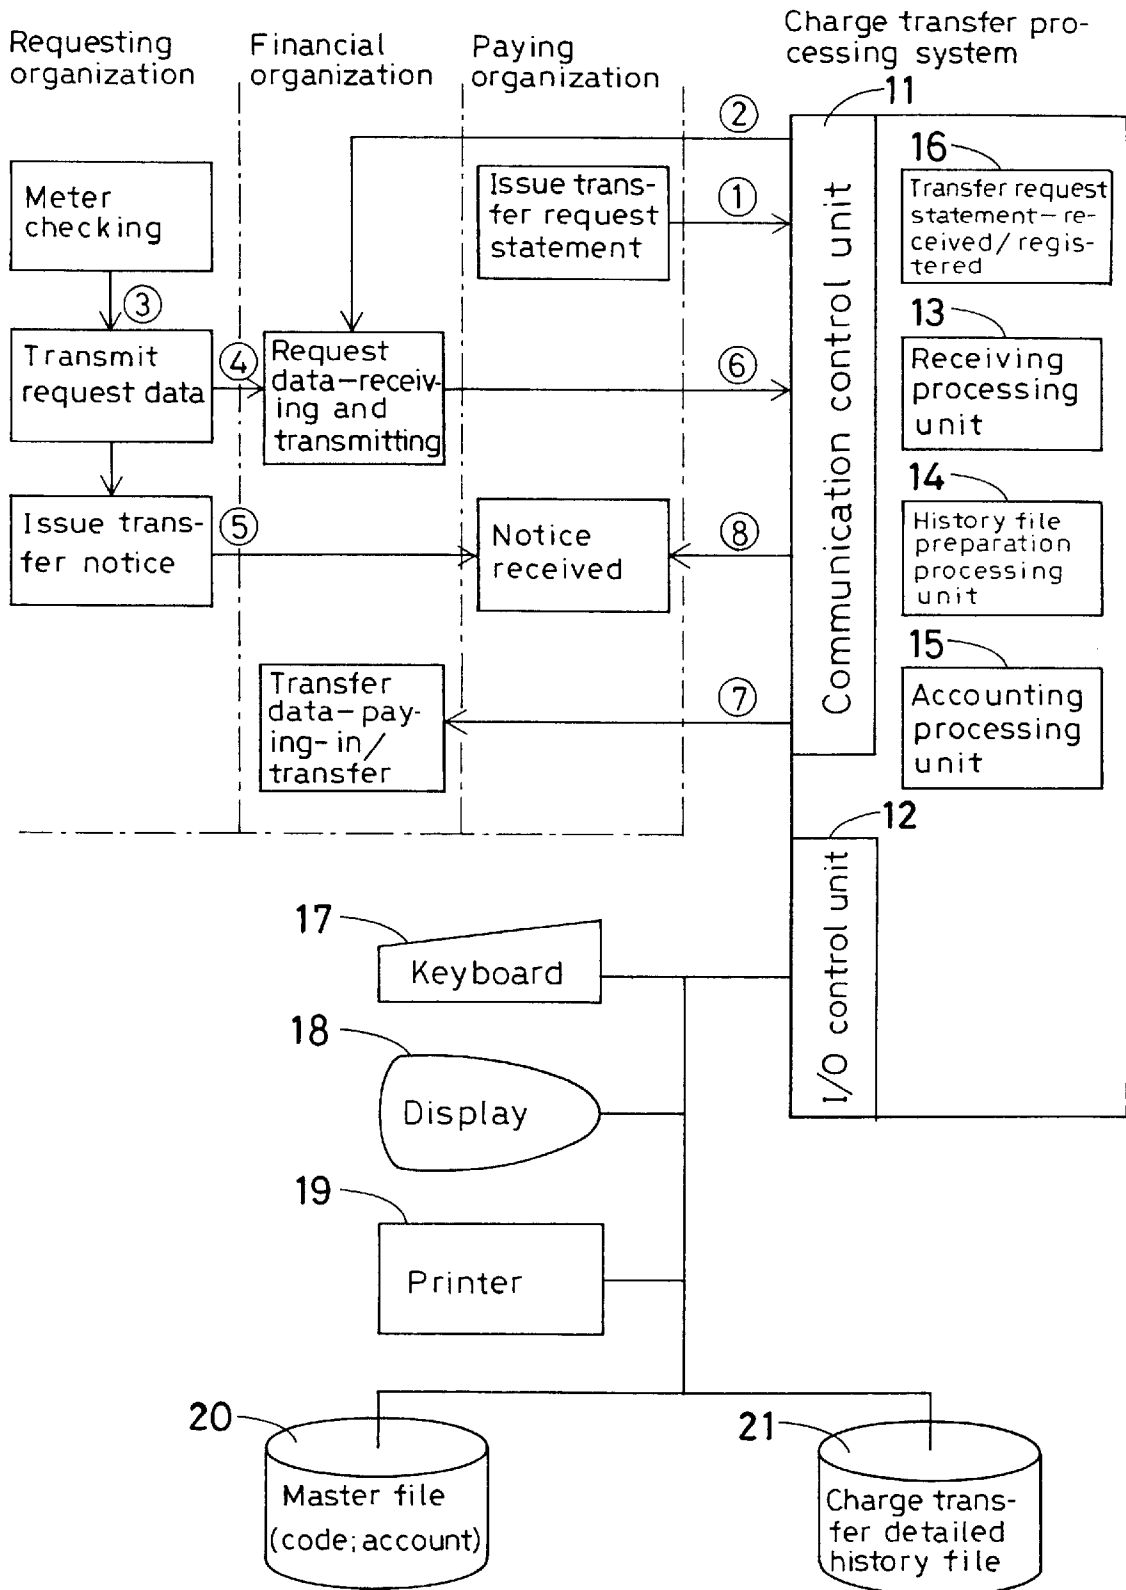 Requesting
organization
Financial
organization
Paying
organization
Charge transfer pro-
cessing system
11
②
16
Meter
checking
Issue trans-
fer request
statement
①
Transfer request
statement—re-
ceived/regis-
tered
Communication control unit
③
13
Transmit
request data
④
Request
data—receiv-
ing and
transmitting
⑥
Receiving
processing
unit
14
Issue trans-
fer notice
⑤
Notice
received
⑧
History file
preparation
processing
unit
15
Transfer
data—pay-
ing-in/
transfer
⑦
Accounting
processing
unit
12
I/O control unit
17
Keyboard
18
Display
19
Printer
20
Master file
(code;account)
21
Charge trans-
fer detailed
history file